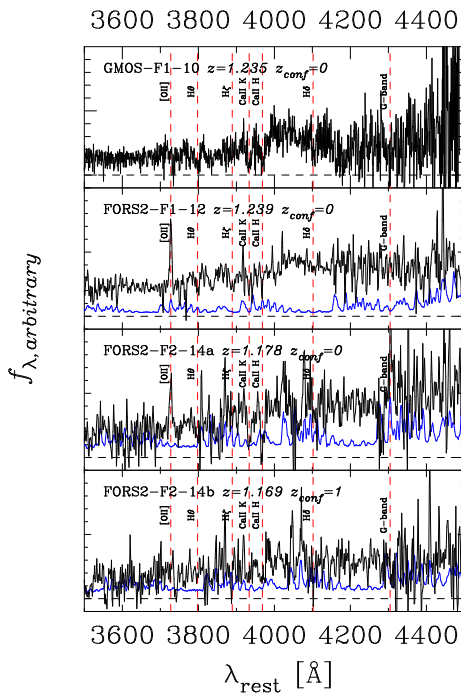 3600 3800 4000 4200 4400
GMOS-F1-10 z=1.235 z_conf=0
[OII] Hθ Hζ CaII K CaII H Hδ G-band
FORS2-F1-12 z=1.239 z_conf=0
[OII] Hθ Hζ CaII K CaII H Hδ G-band
FORS2-F2-14a z=1.178 z_conf=0
[OII] Hθ Hζ CaII K CaII H Hδ G-band
FORS2-F2-14b z=1.169 z_conf=1
[OII] Hθ Hζ CaII K CaII H Hδ G-band
3600 3800 4000 4200 4400
λ_rest [Å]
f_λ,arbitrary